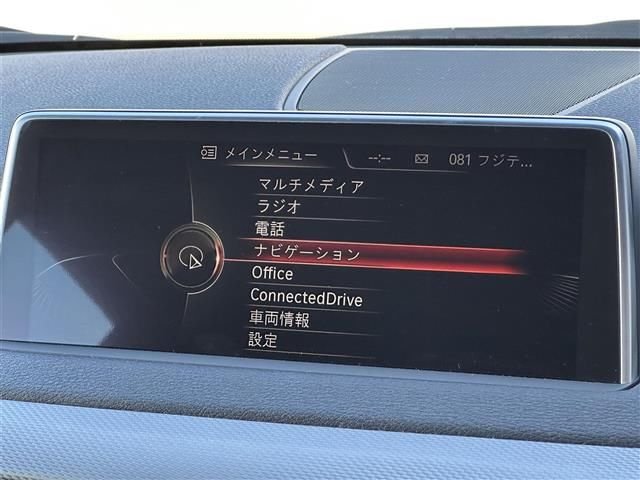 メインメニュー --:-- 081 フジテ...
マルチメディア
ラジオ
電話
ナビゲーション
Office
ConnectedDrive
車両情報
設定